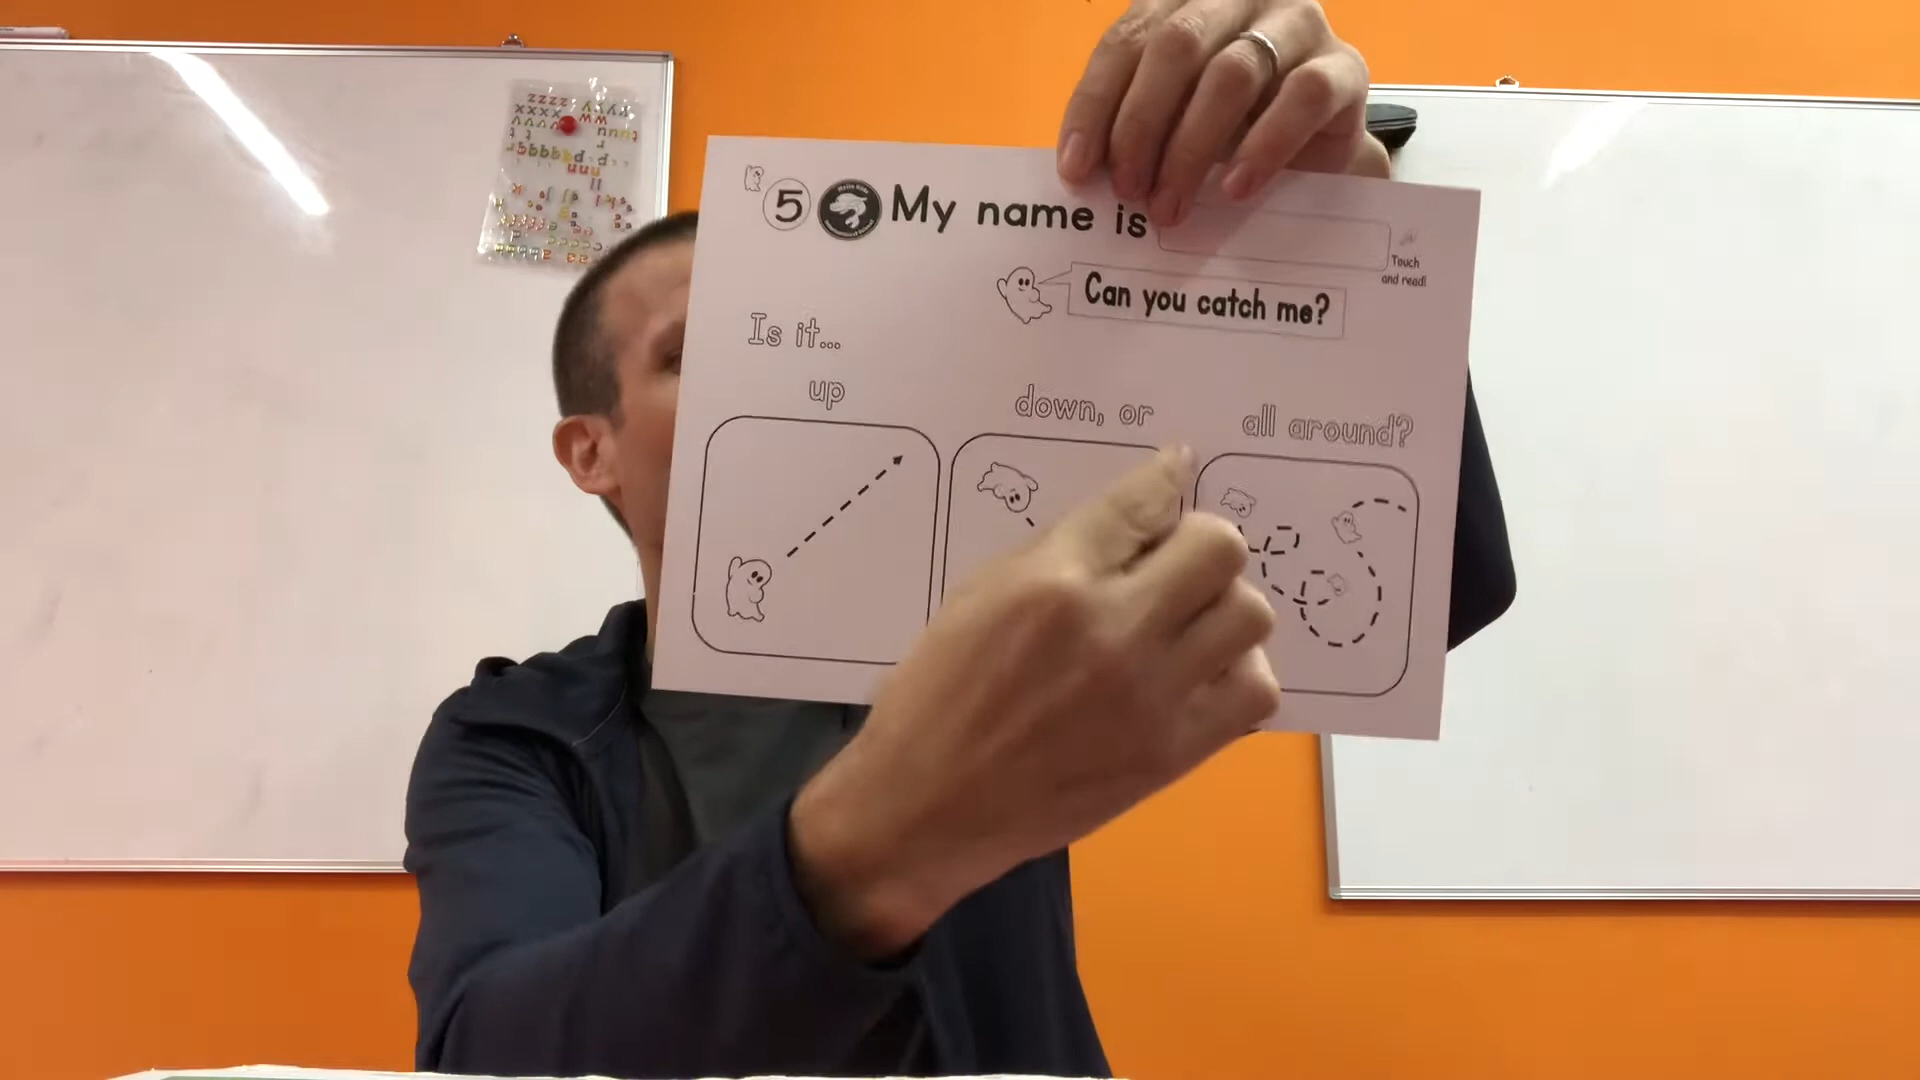 5 My name is
Touch
and read!
Can you catch me?
Is it...
up
down, or
all around?